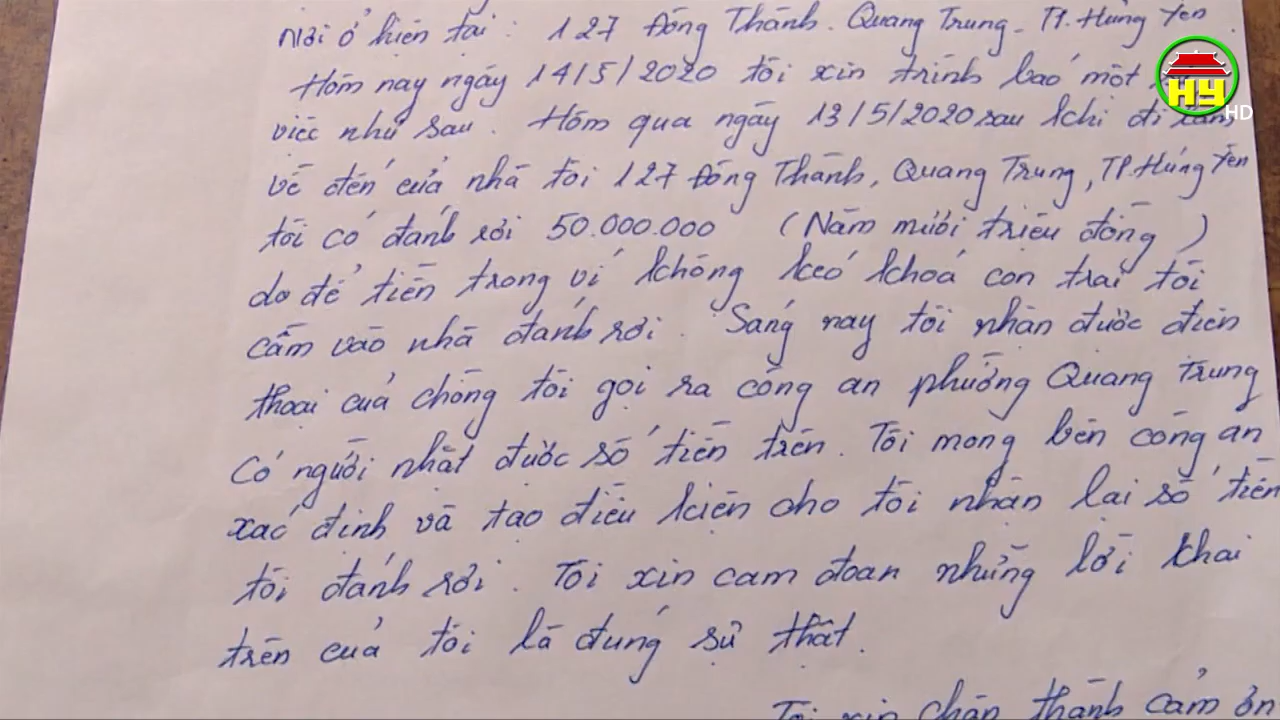 Nơi ở hiện tại: 127 Đông Thành. Quang Trung - TP. Hưng Yên
Hôm nay ngày 14/5/2020 tôi xin trình báo một
việc như sau. Hôm qua ngày 13/5/2020 sau khi đi làm
về đến cửa nhà tôi 127 Đông Thành, Quang Trung, TP. Hưng Yên
tôi có đánh rơi 50.000.000 (Năm mươi triệu đồng)
do để tiền trong ví không kéo khoá con trai tôi
cầm vào nhà đánh rơi. Sáng nay tôi nhận được điện
thoại của chồng tôi gọi ra công an phường Quang Trung
Có người nhặt được số tiền trên. Tôi mong bên công an
xác định và tạo điều kiện cho tôi nhận lại số tiền
tôi đánh rơi. Tôi xin cam đoan những lời khai
trên của tôi là đúng sự thật.
Tôi xin chân thành cảm ơn
HY
HD